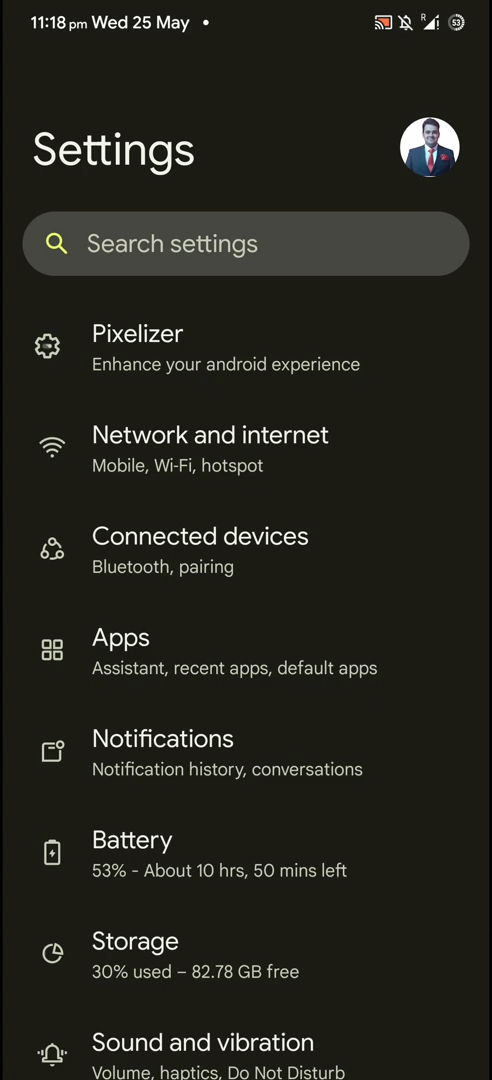 11:18 pm Wed 25 May •
R
53
Settings
Search settings
Pixelizer
Enhance your android experience
Network and internet
Mobile, Wi-Fi, hotspot
Connected devices
Bluetooth, pairing
Apps
Assistant, recent apps, default apps
Notifications
Notification history, conversations
Battery
53% - About 10 hrs, 50 mins left
Storage
30% used – 82.78 GB free
Sound and vibration
Volume, haptics, Do Not Disturb